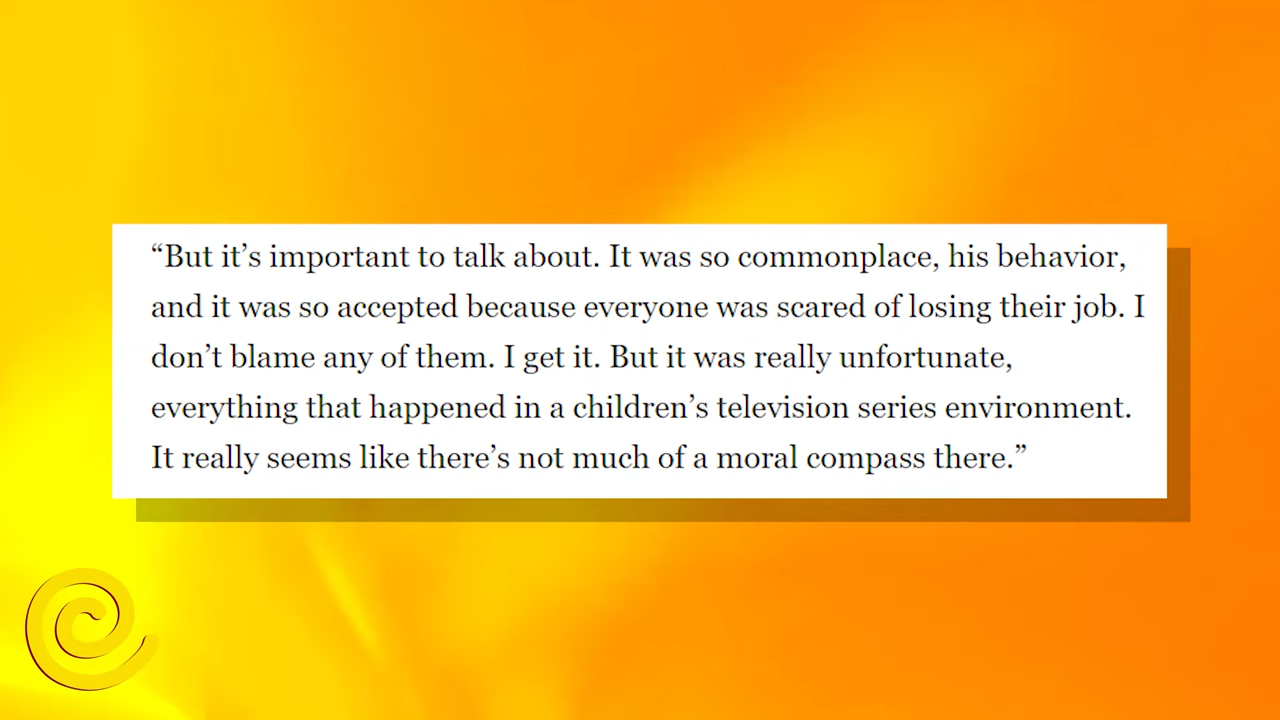 “But it’s important to talk about. It was so commonplace, his behavior,
and it was so accepted because everyone was scared of losing their job. I
don’t blame any of them. I get it. But it was really unfortunate,
everything that happened in a children’s television series environment.
It really seems like there’s not much of a moral compass there.”